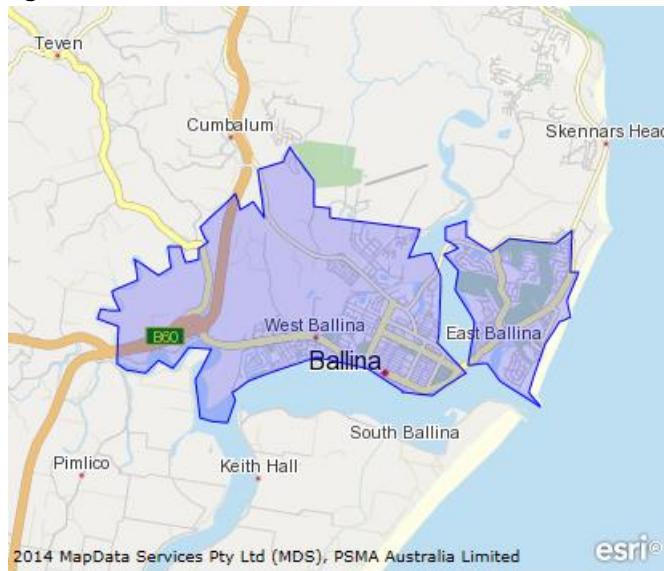 Teven
Cumbalum
Skennars Head
B60
West Ballina
East Ballina
Ballina
South Ballina
Pimlico
Keith Hall
2014 MapData Services Pty Ltd (MDS), PSMA Australia Limited
esri